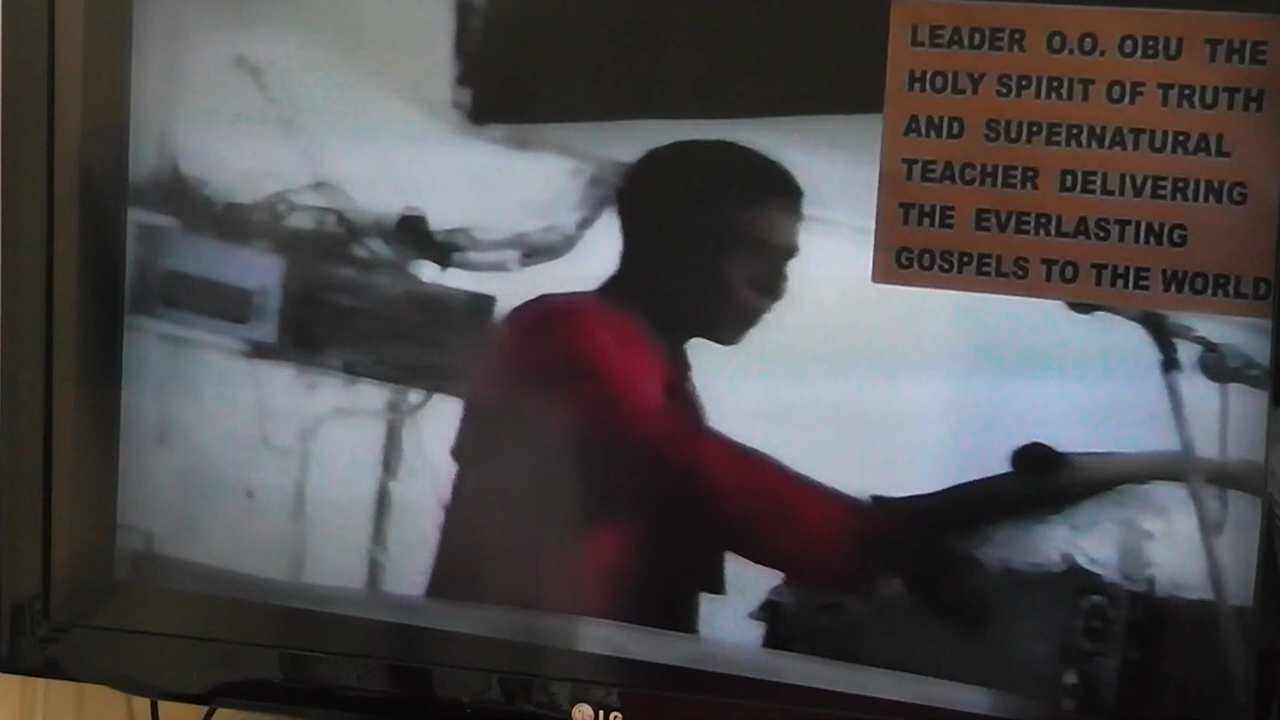 LEADER O.O. OBU THE
HOLY SPIRIT OF TRUTH
AND SUPERNATURAL
TEACHER DELIVERING
THE EVERLASTING
GOSPELS TO THE WORLD
LG